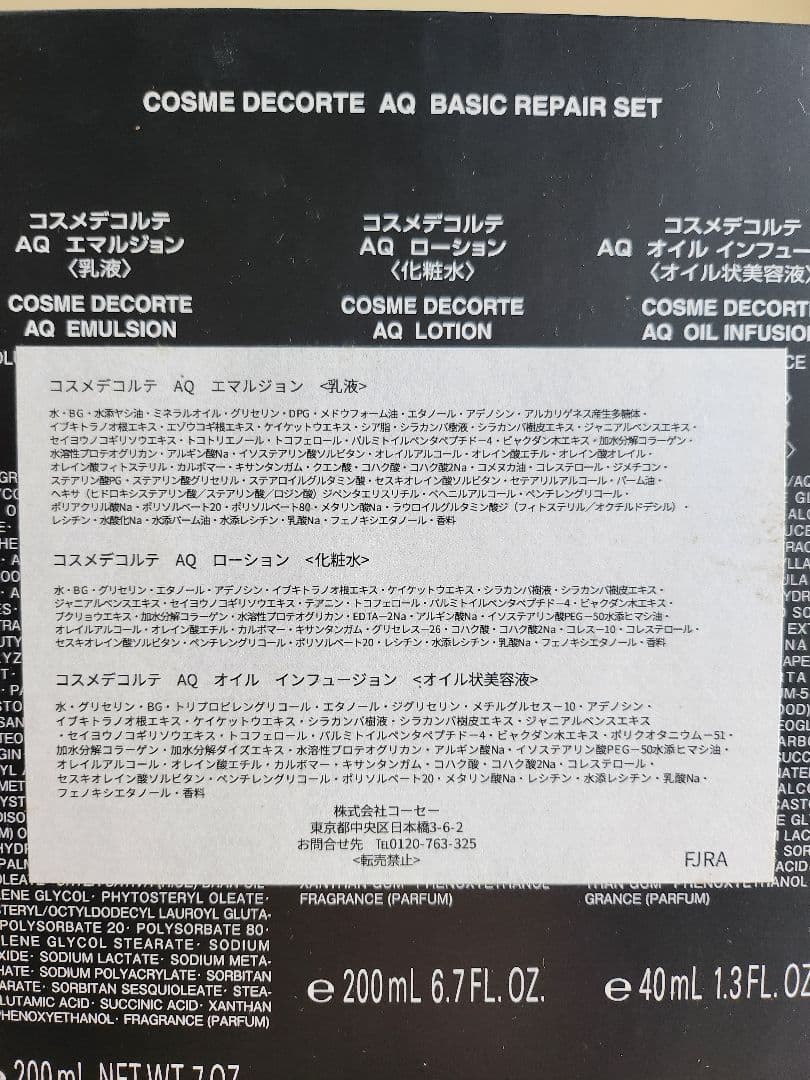 COSME DECORTE AQ BASIC REPAIR SET
コスメデコルテ
AQ エマルジョン
〈乳液〉
COSME DECORTE
AQ EMULSION
コスメデコルテ
AQ ローション
〈化粧水〉
COSME DECORTE
AQ LOTION
コスメデコルテ
AQ オイル インフュー
〈オイル状美容液〉
COSME DECORT
AQ OIL INFUSIO
コスメデコルテ AQ エマルジョン <乳液>
水・BG・水添ヤシ油・ミネラルオイル・グリセリン・DPG・メドウフォーム油・エタノール・アデノシン・アルカリゲネス産生多糖体・
イブキトラノオ根エキス・エゾウコギ根エキス・ケイケットウエキス・シア脂・シラカンバ樹液・シラカンバ樹皮エキス・ジャニアルベンスエキス・
セイヨウノコギリソウエキス・トコトリエノール・トコフェロール・パルミトイルペンタペプチド-4・ビャクダン木エキス・加水分解コラーゲン・
水溶性プロテオグリカン・アルギン酸Na・イソステアリン酸ソルビタン・オレイルアルコール・オレイン酸エチル・オレイン酸オレイル・
オレイン酸フィトステリル・カルボマー・キサンタンガム・クエン酸・コハク酸・コハク酸2Na・コメヌカ油・コレステロール・ジメチコン・
ステアリン酸PG・ステアリン酸グリセリル・ステアロイルグルタミン酸・セスキオレイン酸ソルビタン・セテアリルアルコール・パーム油・
ヘキサ（ヒドロキシステアリン酸／ステアリン酸／ロジン酸）ジペンタエリスリチル・ベヘニルアルコール・ペンチレングリコール・
ポリアクリル酸Na・ポリソルベート20・ポリソルベート80・メタリン酸Na・ラウロイルグルタミン酸ジ（フィトステリル／オクチルドデシル）・
レシチン・水酸化Na・水添パーム油・水添レシチン・乳酸Na・フェノキシエタノール・香料
コスメデコルテ AQ ローション <化粧水>
水・BG・グリセリン・エタノール・アデノシン・イブキトラノオ根エキス・ケイケットウエキス・シラカンバ樹液・シラカンバ樹皮エキス・
ジャニアルベンスエキス・セイヨウノコギリソウエキス・テアニン・トコフェロール・パルミトイルペンタペプチド-4・ビャクダン木エキス・
ブクリョウエキス・加水分解コラーゲン・水溶性プロテオグリカン・EDTA-2Na・アルギン酸Na・イソステアリン酸PEG-50水添ヒマシ油・
オレイルアルコール・オレイン酸エチル・カルボマー・キサンタンガム・グリセレス-26・コハク酸・コハク酸2Na・コレス-10・コレステロール・
セスキオレイン酸ソルビタン・ペンチレングリコール・ポリソルベート20・レシチン・水添レシチン・乳酸Na・フェノキシエタノール・香料
コスメデコルテ AQ オイル インフュージョン <オイル状美容液>
水・グリセリン・BG・トリプロピレングリコール・エタノール・ジグリセリン・メチルグルセス-10・アデノシン・
イブキトラノオ根エキス・ケイケットウエキス・シラカンバ樹液・シラカンバ樹皮エキス・ジャニアルベンスエキス
・セイヨウノコギリソウエキス・トコフェロール・パルミトイルペンタペプチド-4・ビャクダン木エキス・ポリクオタニウム-51・
加水分解コラーゲン・加水分解ダイズエキス・水溶性プロテオグリカン・アルギン酸Na・イソステアリン酸PEG-50水添ヒマシ油・
オレイルアルコール・オレイン酸エチル・カルボマー・キサンタンガム・コハク酸・コハク酸2Na・コレステロール・
セスキオレイン酸ソルビタン・ペンチレングリコール・ポリソルベート20・メタリン酸Na・レシチン・水添レシチン・乳酸Na・
フェノキシエタノール・香料
株式会社コーセー
東京都中央区日本橋3-6-2
お問合せ先 ℡0120-763-325
<転売禁止>
FJRA
ENE GLYCOL· PHYTOSTERYL OLEATE·
TERYL/OCTYLDODECYL LAUROYL GLUTA-
POLYSORBATE 20· POLYSORBATE 80·
LENE GLYCOL STEARATE· SODIUM
XIDE· SODIUM LACTATE· SODIUM META-
HATE· SODIUM POLYACRYLATE· SORBITAN
ARATE· SORBITAN SESQUIOLEATE· STEA-
LUTAMIC ACID· SUCCINIC ACID· XANTHAN
PHENOXYETHANOL· FRAGRANCE (PARFUM)
200mL NET WT. 7 OZ.
XANTHAN GUM· PHENOXYETHANOL·
FRAGRANCE (PARFUM)
℮ 200mL 6.7 FL. OZ.
THAN GUM· PHENOXYETHANOL·
GRANCE (PARFUM)
℮ 40mL 1.3 FL. OZ